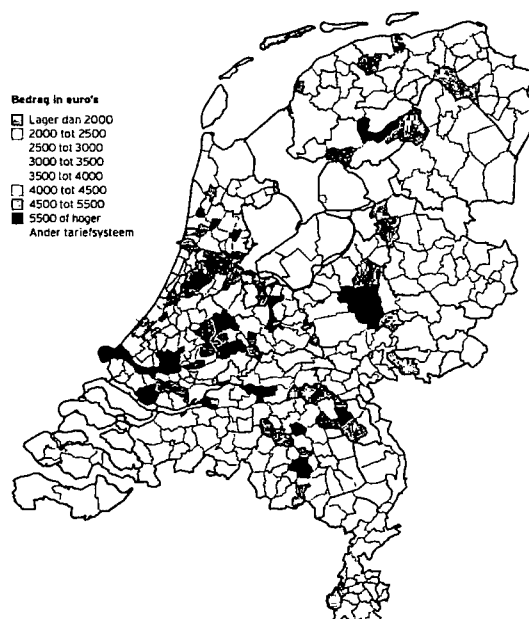 Bedrag in euro's
Lager dan 2000
2000 tot 2500
2500 tot 3000
3000 tot 3500
3500 tot 4000
4000 tot 4500
4500 tot 5500
5500 of hoger
Ander tariefsysteem